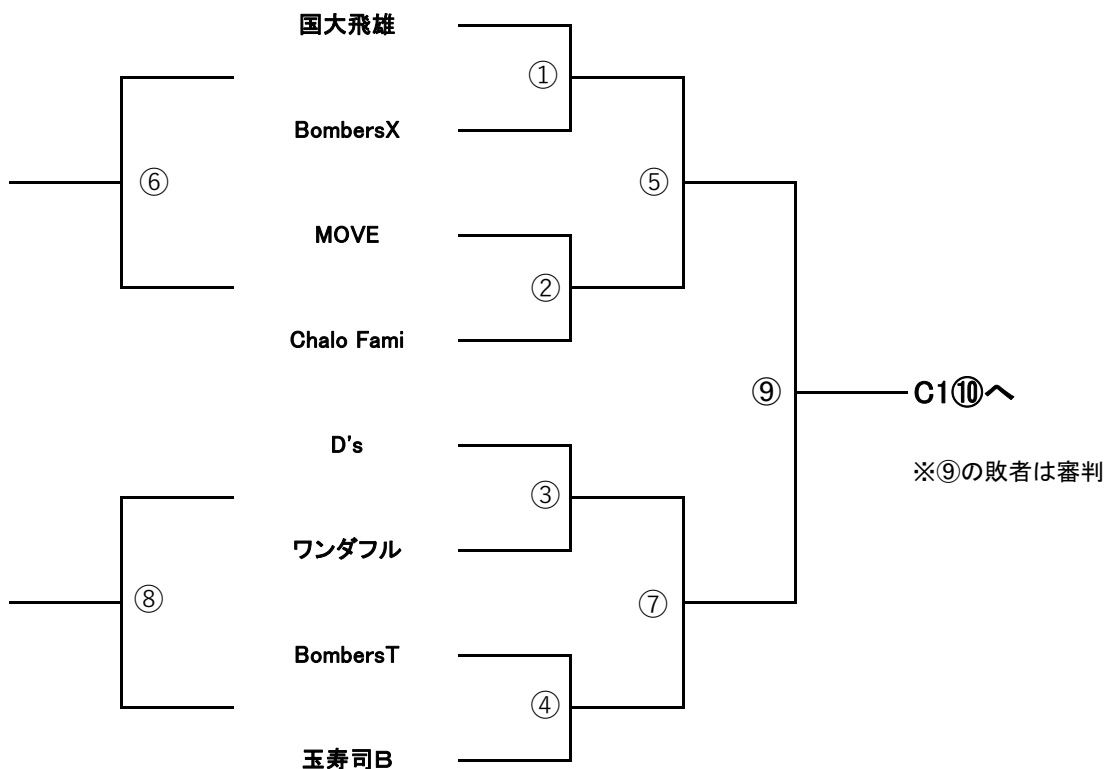 国大飛雄
①
BombersX
⑥
⑤
MOVE
②
Chalo Fami
⑨
C1⑩へ
D's
※⑨の敗者は審判
③
ワンダフル
⑧
⑦
BombersT
④
玉寿司B